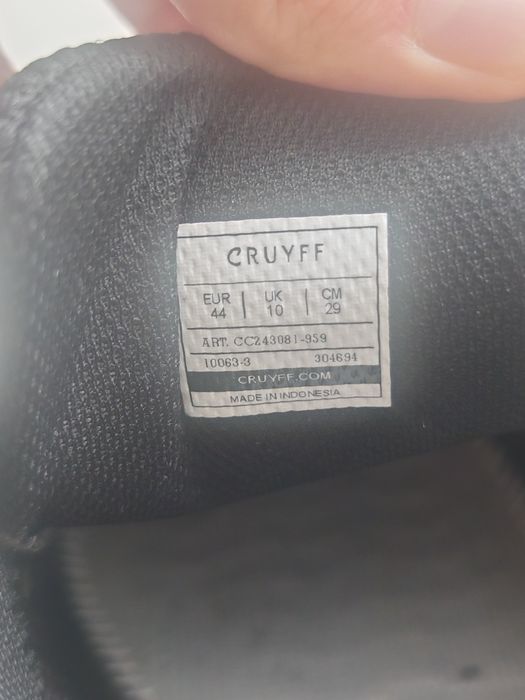 CRUYFF
EUR | UK | CM
44 10 29
ART. CC243081-959
10063-3 304694
CRUYFF.COM
MADE IN INDONESIA